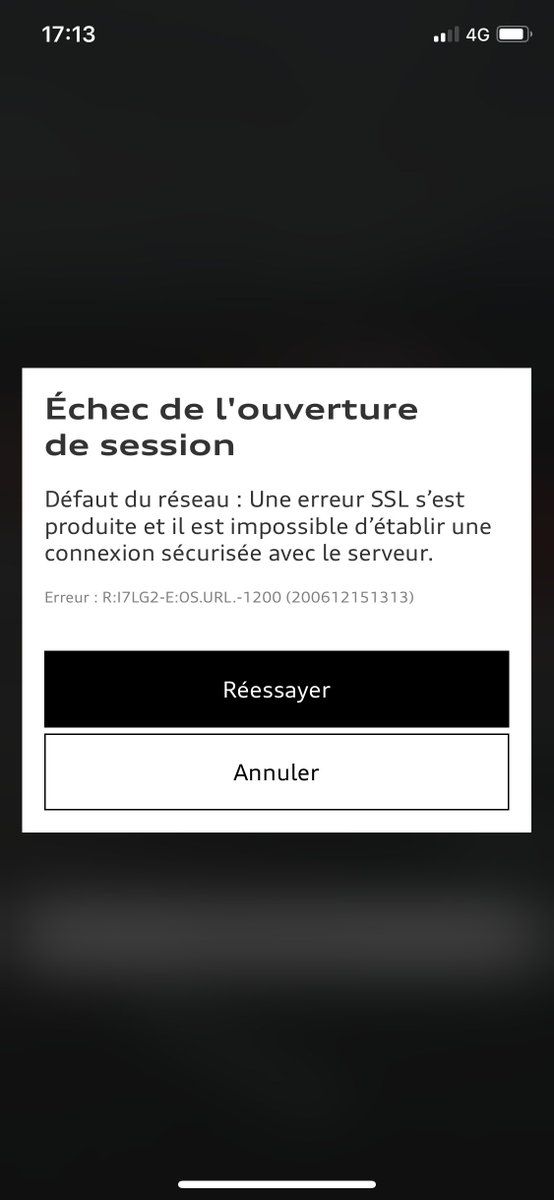 17:13 4G
Échec de l'ouverture
de session
Défaut du réseau : Une erreur SSL s’est
produite et il est impossible d’établir une
connexion sécurisée avec le serveur.
Erreur : R:I7LG2-E:OS.URL.-1200 (200612151313)
Réessayer
Annuler